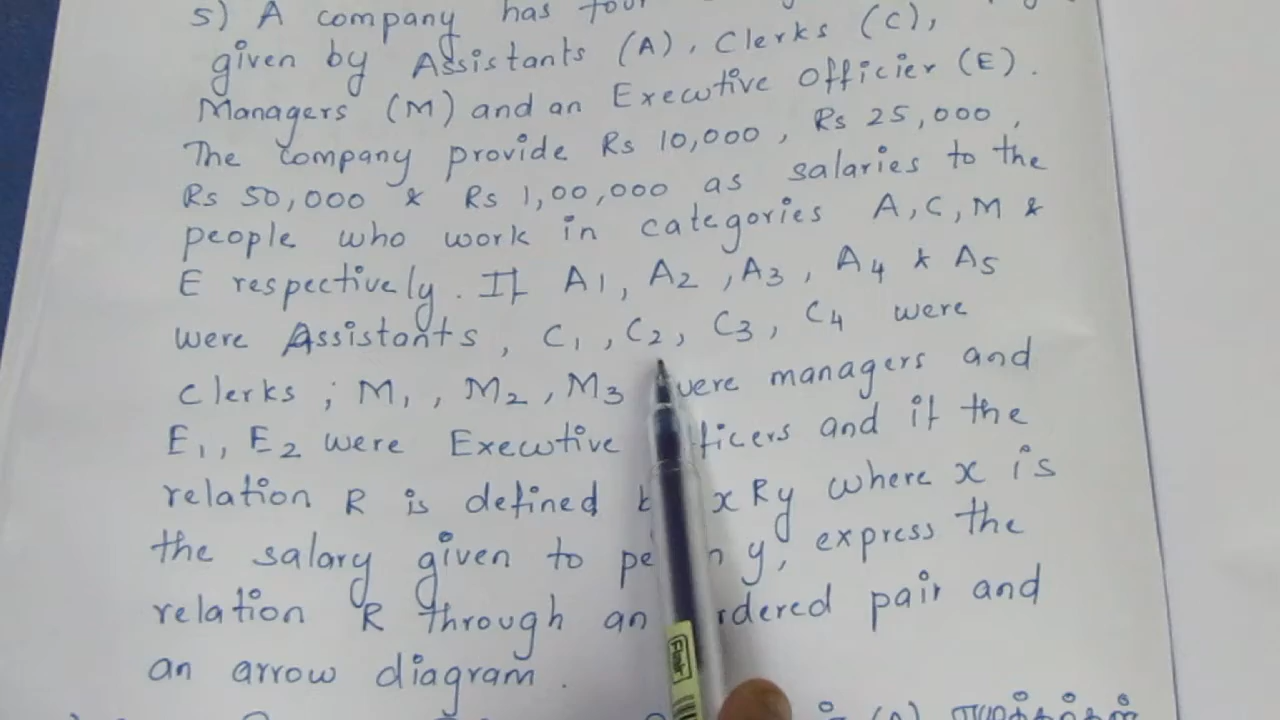 5) A company has four
given by Assistants (A), Clerks (C),
Managers (M) and an Executive Officier (E).
The company provide Rs 10,000, Rs 25,000,
Rs 50,000 & Rs 1,00,000 as salaries to the
people who work in categories A, C, M &
E respectively. If A1, A2, A3, A4 & A5
were Assistants, C1, C2, C3, C4 were
Clerks; M1, M2, M3 were managers and
E1, E2 were Executive ficers and if the
relation R is defined xRy where x is
the salary given to y, express the
relation R through an rdered pair and
an arrow diagram.
Flair